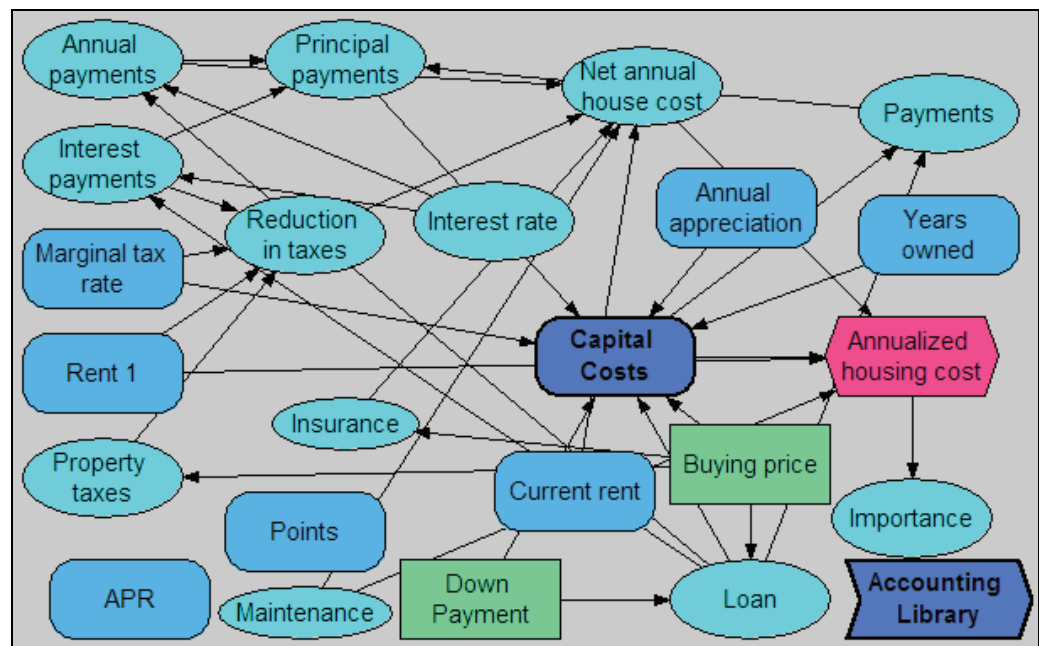 Annual
payments
Principal
payments
Net annual
house cost
Payments
Interest
payments
Reduction
in taxes
Interest rate
Annual
appreciation
Years
owned
Marginal tax
rate
Capital
Costs
Annualized
housing cost
Rent 1
Insurance
Property
taxes
Current rent
Buying price
Importance
Points
APR
Maintenance
Down
Payment
Loan
Accounting
Library